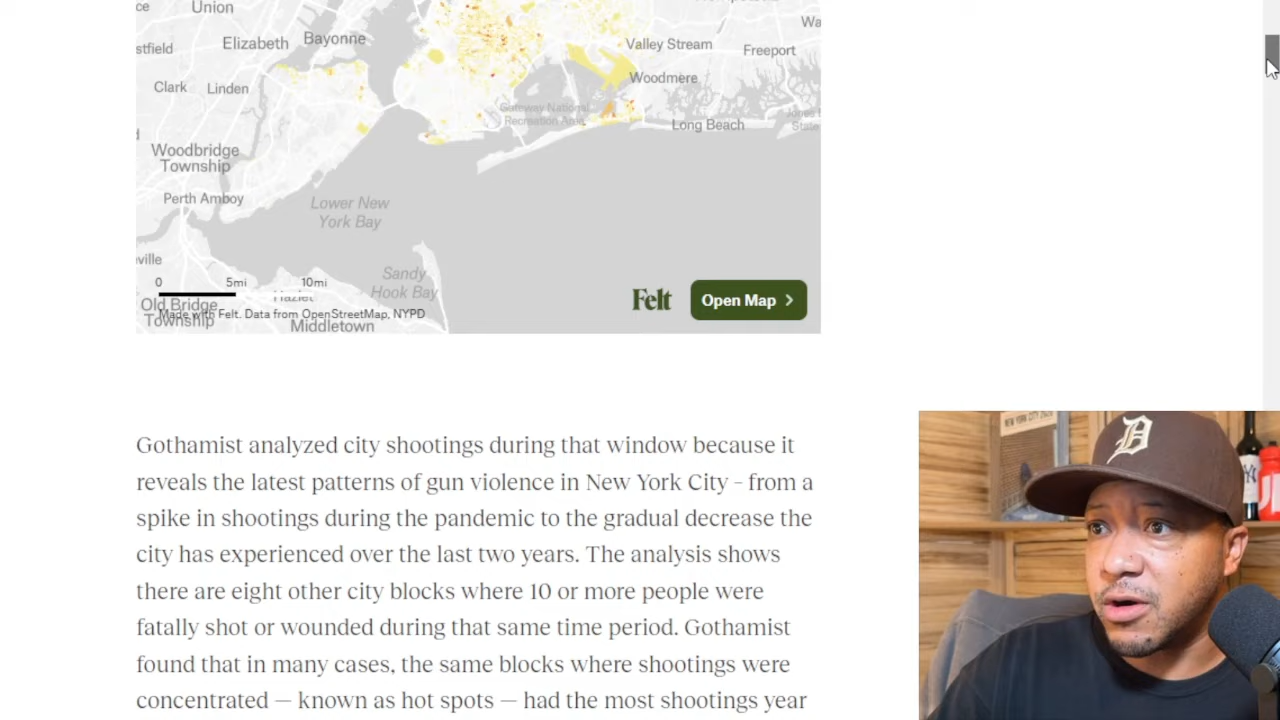 ce
Union
Wa
stfield
Elizabeth
Bayonne
Valley Stream
Freeport
Clark
Linden
Woodmere
Gateway National
Recreation Area
Long Beach
State
Woodbridge
Township
Perth Amboy
Lower New
York Bay
ville
Sandy
Hook Bay
0 5mi 10mi
Old Bridge
Township
Made with Felt. Data from OpenStreetMap, NYPD
Middletown
Felt
Open Map
Gothamist analyzed city shootings during that window because it
reveals the latest patterns of gun violence in New York City - from a
spike in shootings during the pandemic to the gradual decrease the
city has experienced over the last two years. The analysis shows
there are eight other city blocks where 10 or more people were
fatally shot or wounded during that same time period. Gothamist
found that in many cases, the same blocks where shootings were
concentrated — known as hot spots — had the most shootings year
NEW YORK CITY
D
NY